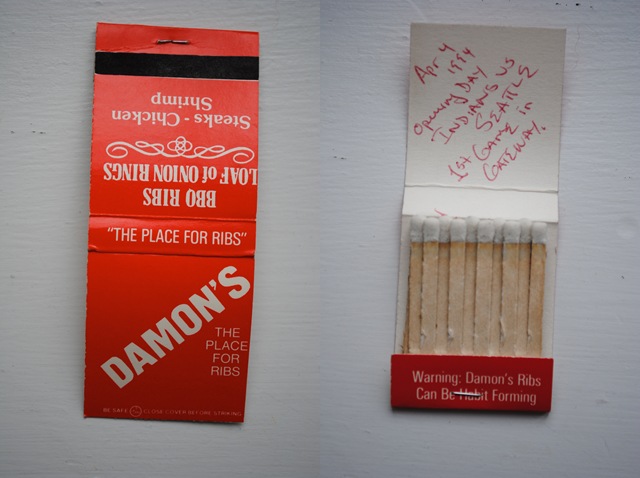 Steaks - Chicken
Shrimp
BBQ RIBS
LOAF of ONION RINGS
"THE PLACE FOR RIBS"
DAMON'S
THE
PLACE
FOR
RIBS
BE SAFE CLOSE COVER BEFORE STRIKING
Apr 4
1994
Opening DAY
INDIANS VS
SEATTLE
1st GAME in
GATEWAY.
Warning: Damon's Ribs
Can Be Habit Forming